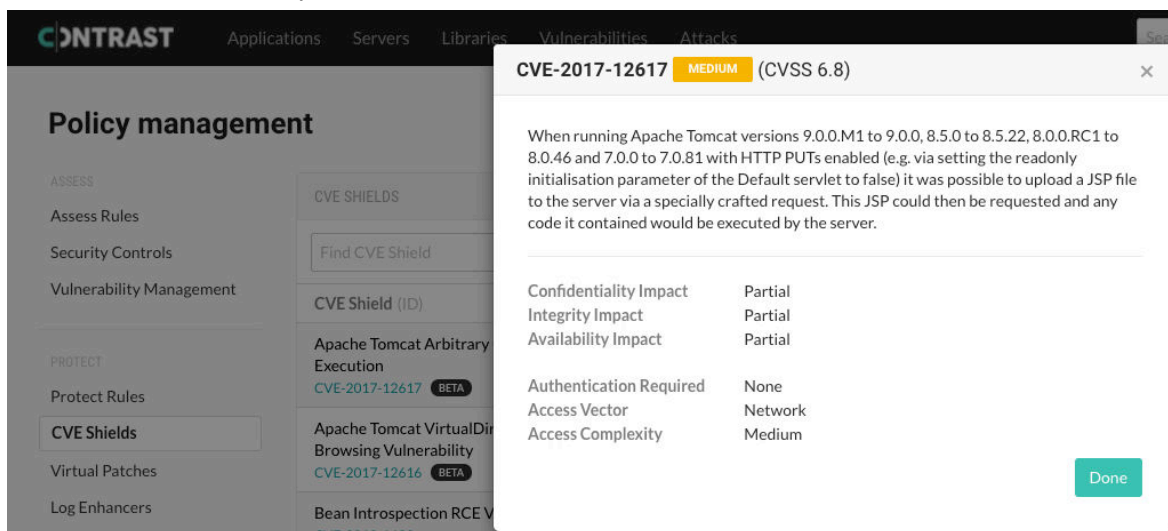 CONTRAST
Applications Servers Libraries Vulnerabilities Attacks
Policy management
ASSESS
Assess Rules
Security Controls
Vulnerability Management
PROTECT
Protect Rules
CVE Shields
Virtual Patches
Log Enhancers
CVE SHIELDS
Find CVE Shield
CVE Shield (ID)
Apache Tomcat Arbitrary
Execution
CVE-2017-12617 BETA
Apache Tomcat VirtualDir
Browsing Vulnerability
CVE-2017-12616 BETA
Bean Introspection RCE V
CVE-2017-12617 MEDIUM (CVSS 6.8)
×
When running Apache Tomcat versions 9.0.0.M1 to 9.0.0, 8.5.0 to 8.5.22, 8.0.0.RC1 to
8.0.46 and 7.0.0 to 7.0.81 with HTTP PUTs enabled (e.g. via setting the readonly
initialisation parameter of the Default servlet to false) it was possible to upload a JSP file
to the server via a specially crafted request. This JSP could then be requested and any
code it contained would be executed by the server.
Confidentiality Impact Partial
Integrity Impact Partial
Availability Impact Partial
Authentication Required None
Access Vector Network
Access Complexity Medium
Done